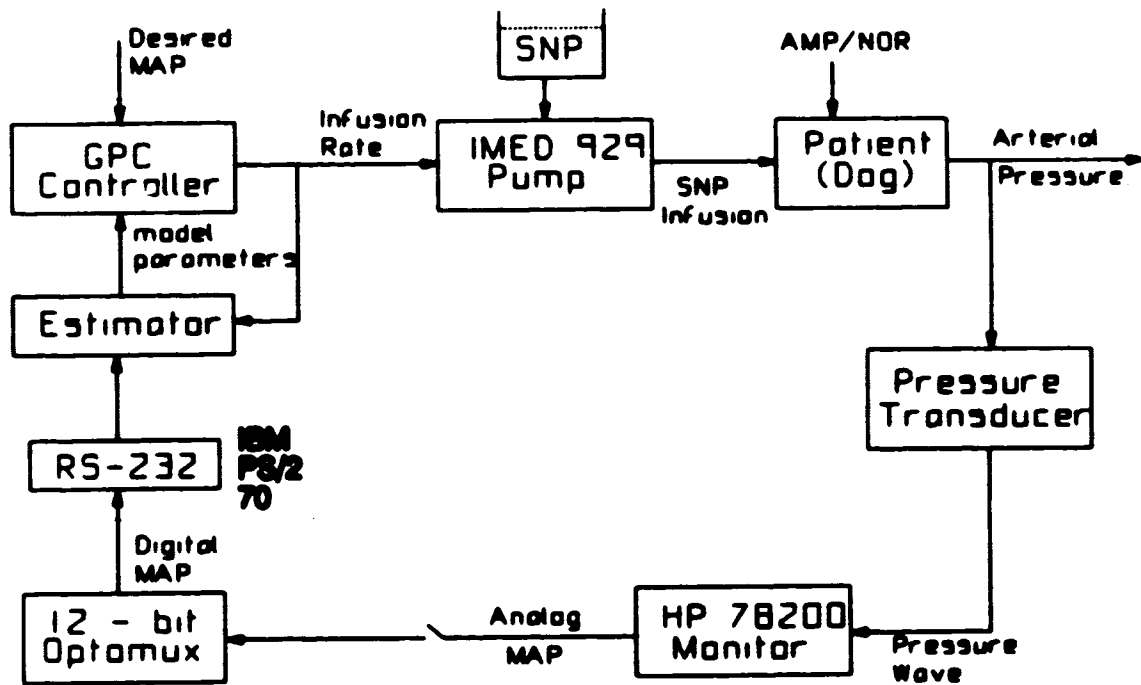 Desired
MAP
SNP
AMP/NOR
GPC
Controller
Infusion
Rate
IMED 929
Pump
SNP
Infusion
Patient
(Dog)
Arterial
Pressure
model
parameters
Estimator
Pressure
Transducer
RS-232
IBM
PS/2
70
Digital
MAP
12 - bit
Optomux
Analog
MAP
HP 78200
Monitor
Pressure
Wave